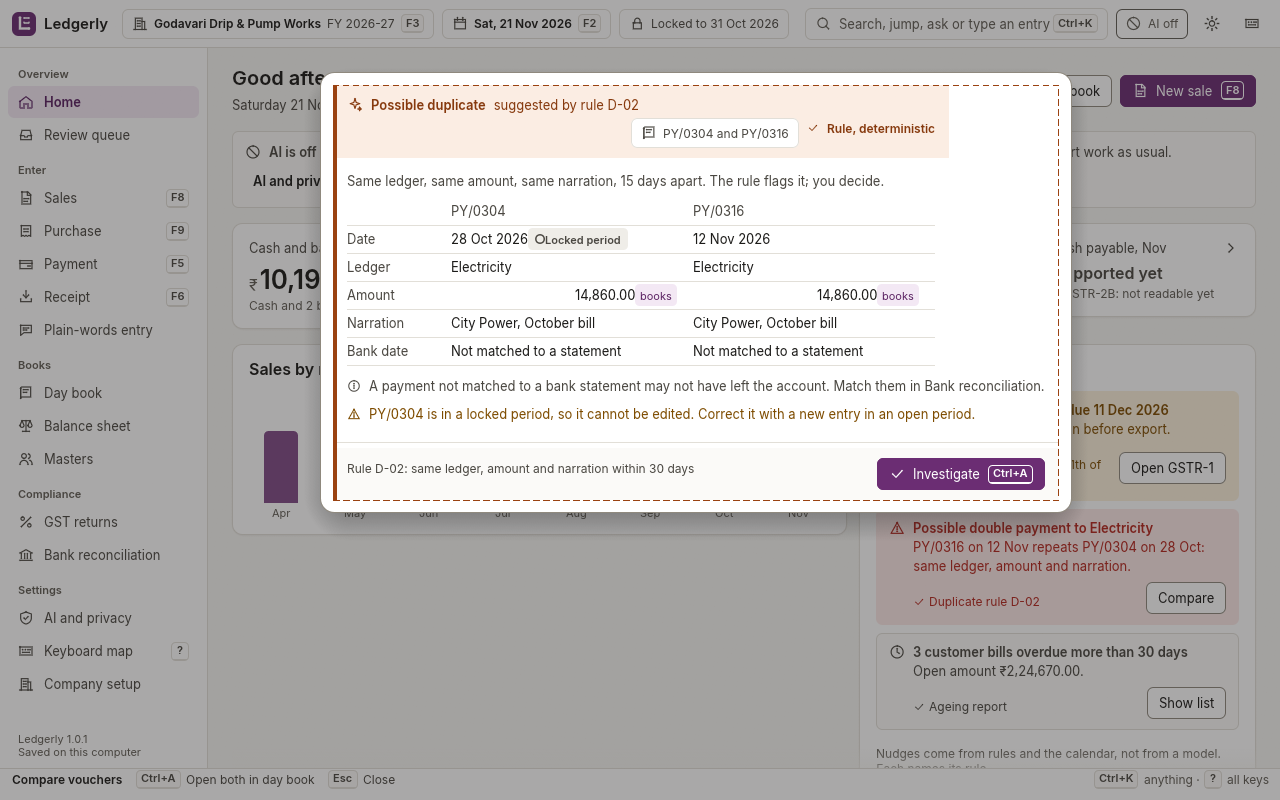 Ledgerly
Godavari Drip & Pump Works FY 2026-27 F3
Sat, 21 Nov 2026 F2
Locked to 31 Oct 2026
Search, jump, ask or type an entry Ctrl+K
AI off
Overview
Home
Review queue
Enter
Sales F8
Purchase F9
Payment F5
Receipt F6
Plain-words entry
Books
Day book
Balance sheet
Masters
Compliance
GST returns
Bank reconciliation
Settings
AI and privacy
Keyboard map ?
Company setup
Ledgerly 1.0.1
Saved on this computer
Good afte
Saturday 21 No
book
New sale F8
AI is off
rt work as usual.
AI and priv
Cash and ba
₹10,19
Cash and 2 b
sh payable, Nov
pported yet
STR-2B: not readable yet
Sales by
Apr May Jun Jul Aug Sep Oct Nov
Possible duplicate suggested by rule D-02
PY/0304 and PY/0316
Rule, deterministic
Same ledger, same amount, same narration, 15 days apart. The rule flags it; you decide.
PY/0304 PY/0316
Date 28 Oct 2026 Locked period 12 Nov 2026
Ledger Electricity Electricity
Amount 14,860.00 books 14,860.00 books
Narration City Power, October bill City Power, October bill
Bank date Not matched to a statement Not matched to a statement
A payment not matched to a bank statement may not have left the account. Match them in Bank reconciliation.
PY/0304 is in a locked period, so it cannot be edited. Correct it with a new entry in an open period.
Rule D-02: same ledger, amount and narration within 30 days
Investigate Ctrl+A
due 11 Dec 2026
n before export.
lth of
Open GSTR-1
Possible double payment to Electricity
PY/0316 on 12 Nov repeats PY/0304 on 28 Oct:
same ledger, amount and narration.
Duplicate rule D-02
Compare
3 customer bills overdue more than 30 days
Open amount ₹2,24,670.00.
Ageing report
Show list
Nudges come from rules and the calendar, not from a model.
Each names its rule.
Compare vouchers Ctrl+A Open both in day book Esc Close
Ctrl+K anything · ? all keys